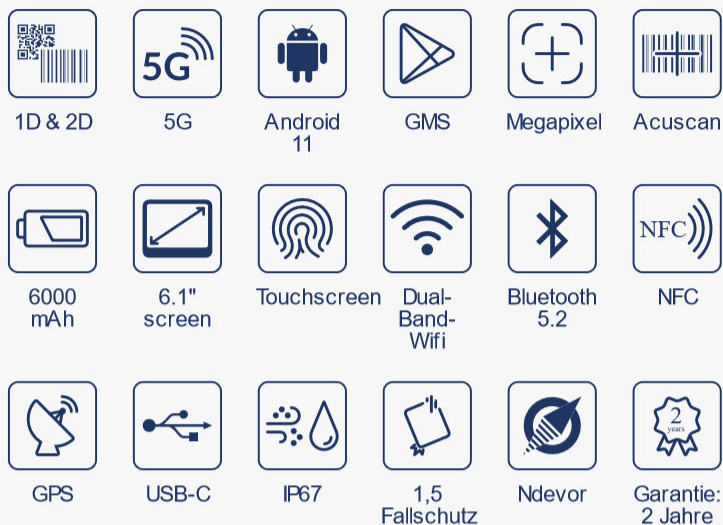 5G
1D & 2D
5G
Android
11
GMS
Megapixel
Acuscan
NFC
6000
mAh
6.1"
screen
Touchscreen
Dual-
Band-
Wifi
Bluetooth
5.2
NFC
2
years
GPS
USB-C
IP67
1,5
Fallschutz
Ndevor
Garantie:
2 Jahre